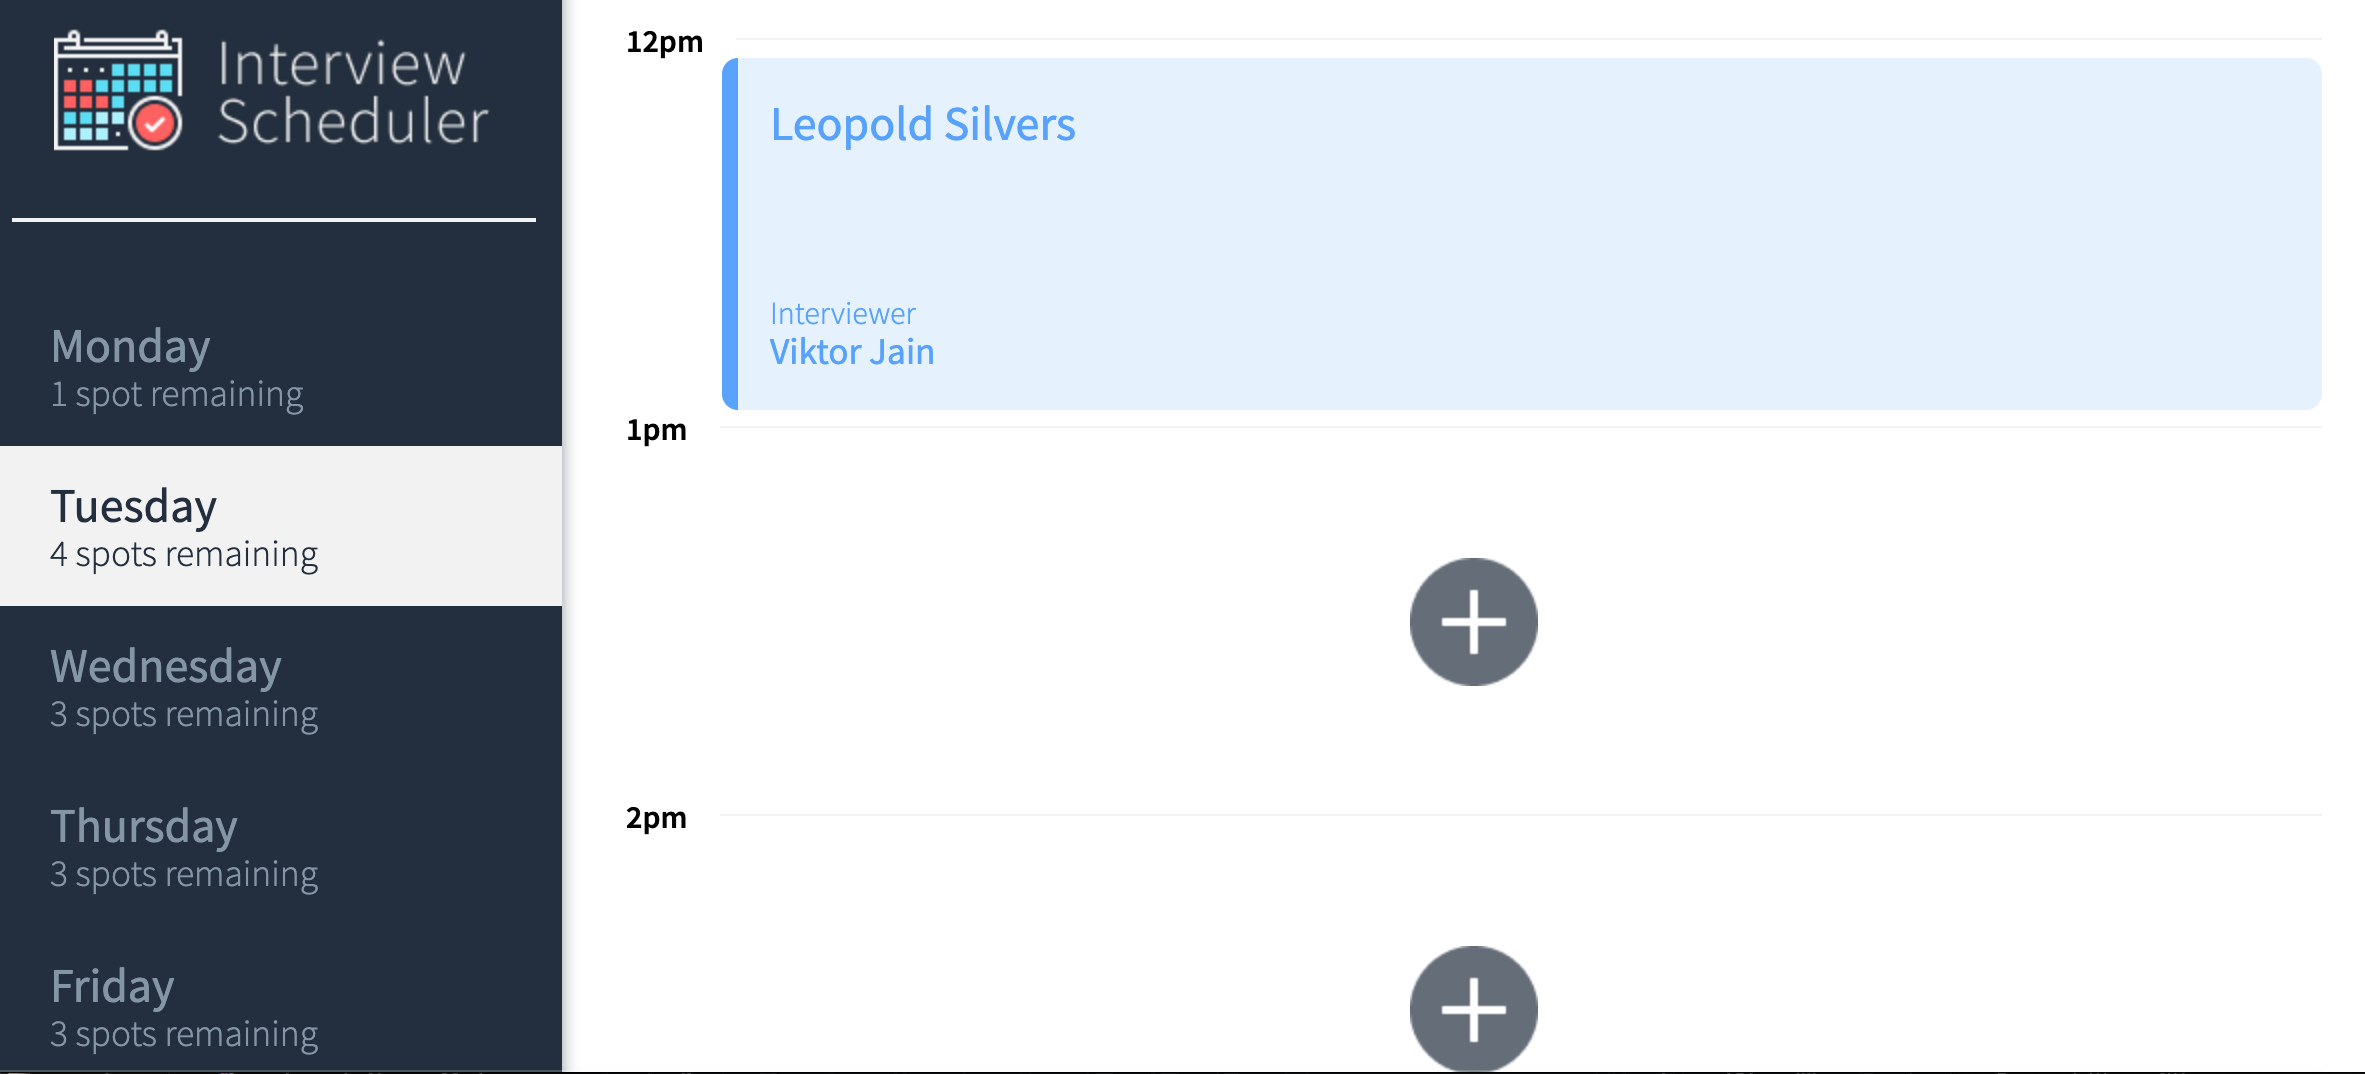 Interview
Scheduler
Monday
1 spot remaining
Tuesday
4 spots remaining
Wednesday
3 spots remaining
Thursday
3 spots remaining
Friday
3 spots remaining
12pm
Leopold Silvers
Interviewer
Viktor Jain
1pm
2pm